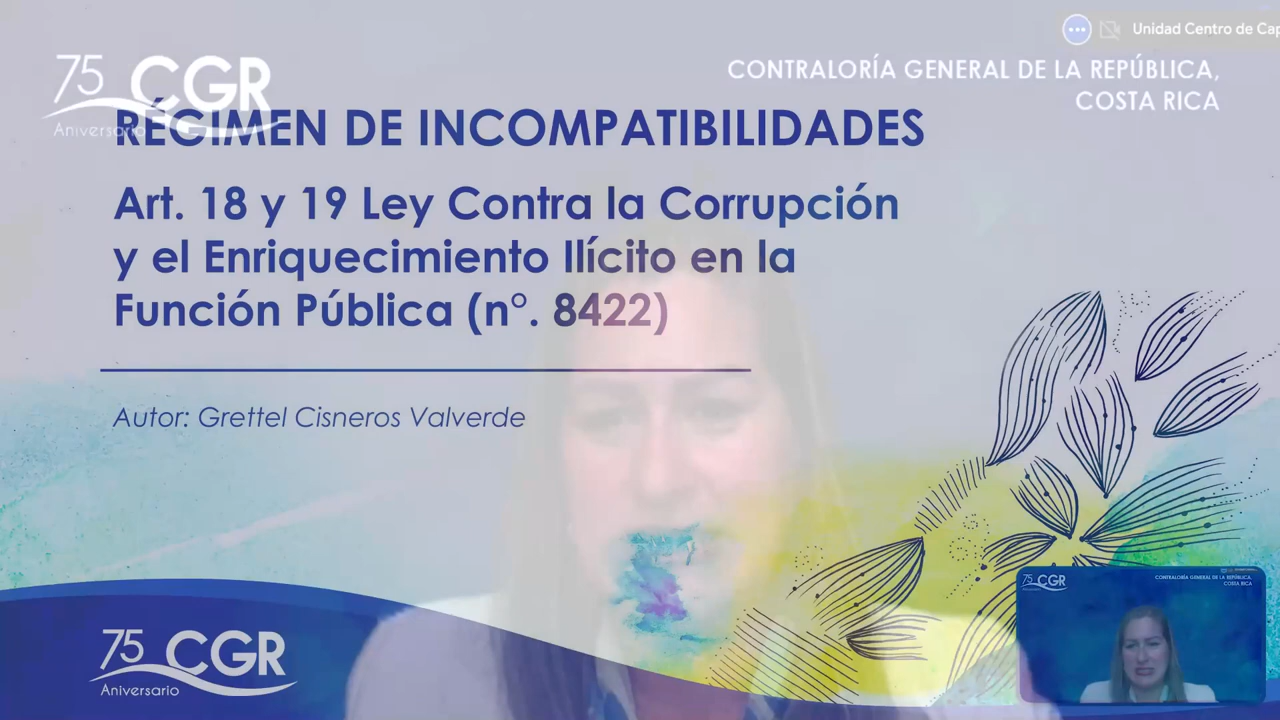 Unidad Centro de Cap
75 CGR
Aniversario
CONTRALORÍA GENERAL DE LA REPÚBLICA,
COSTA RICA
RÉGIMEN DE INCOMPATIBILIDADES
Art. 18 y 19 Ley Contra la Corrupción
y el Enriquecimiento Ilícito en la
Función Pública (n°. 8422)
Autor: Grettel Cisneros Valverde
75 CGR
Aniversario
75 CGR
CONTRALORÍA GENERAL DE LA REPÚBLICA,
COSTA RICA